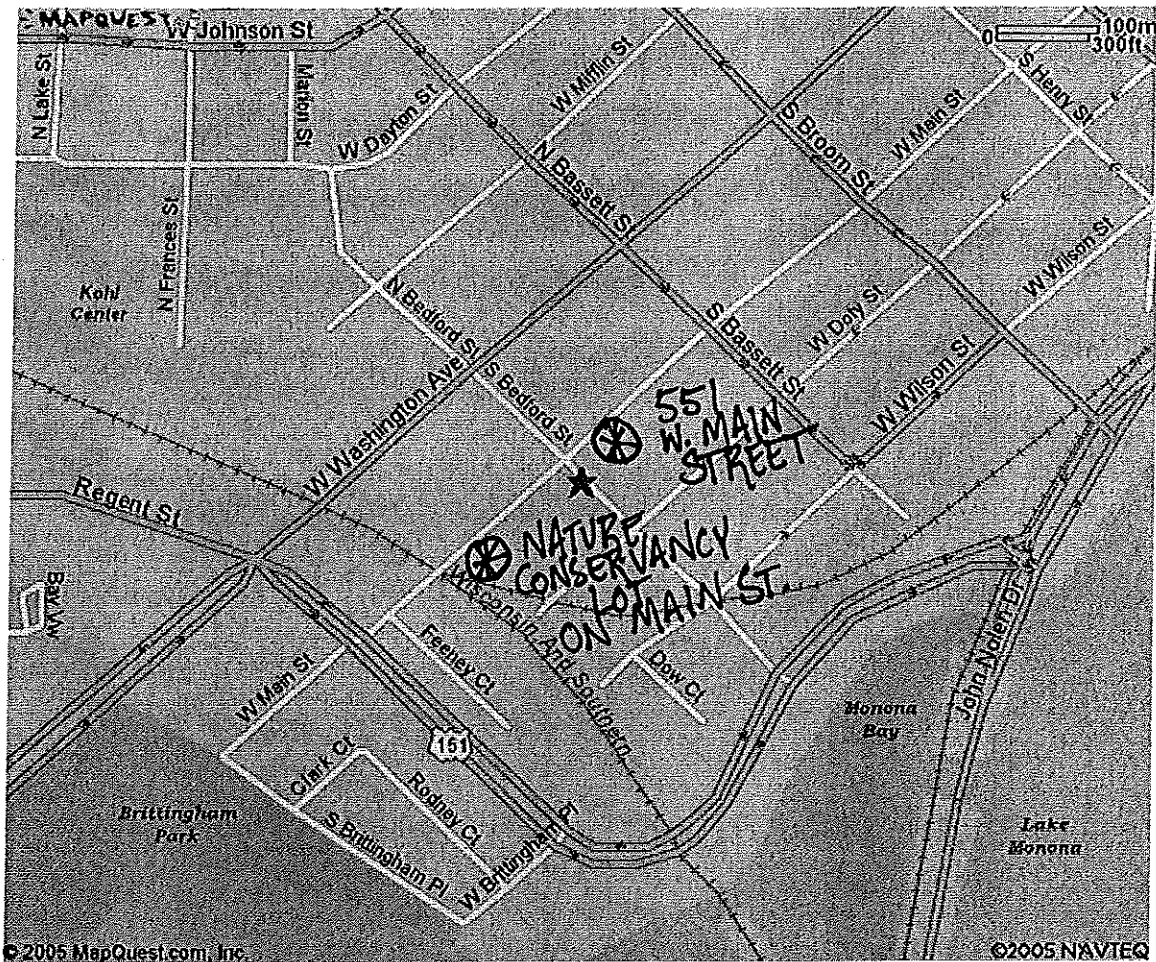 MAPQUEST
W Johnson St
100m
0
300ft
N Lake St
Marion St
W Mifflin St
S Henry St
W Dayton St
W Main St
N Bassett St
S Broom St
N Frances St
Kohl
Center
N Bedford St
W Wilson St
S Bassett St
W Doty St
W Washington Ave
S Bedford St
W Wilson St
551
W. MAIN
STREET
Regent St
NATURE
CONSERVANCY
LOT
ON MAIN ST.
Wisconsin And Southern
Bay Vw
Feeney Ct
Dow Ct
W Main St
John Nolen Dr
Monona
Bay
151
Clark Ct
Rodney Ct
Brittingham
Park
S Brittingham Pl
W Brittingham Pl
Lake
Monona
© 2005 MapQuest.com, Inc.
©2005 NAVTEQ